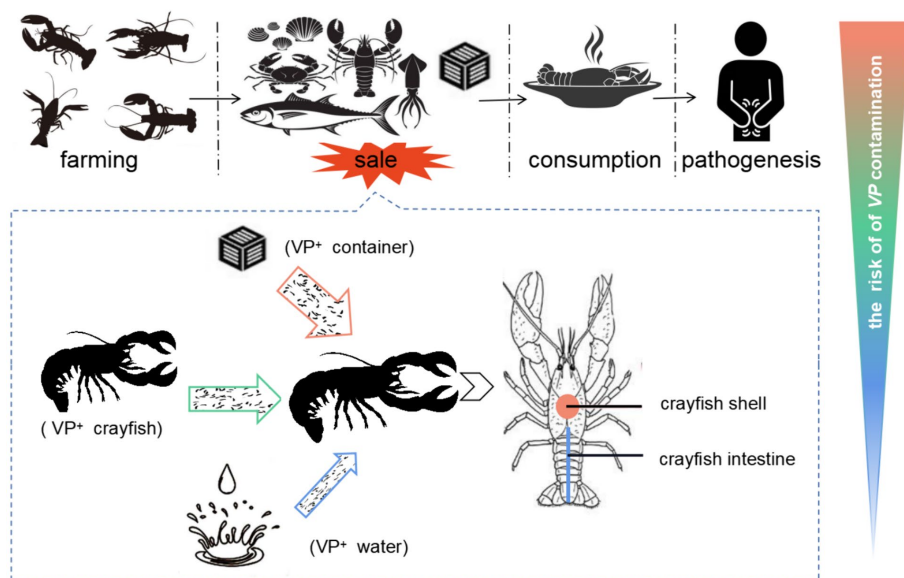 farming
sale
consumption
pathogenesis
(VP⁺ container)
( VP⁺ crayfish)
(VP⁺ water)
crayfish shell
crayfish intestine
the risk of of VP contamination